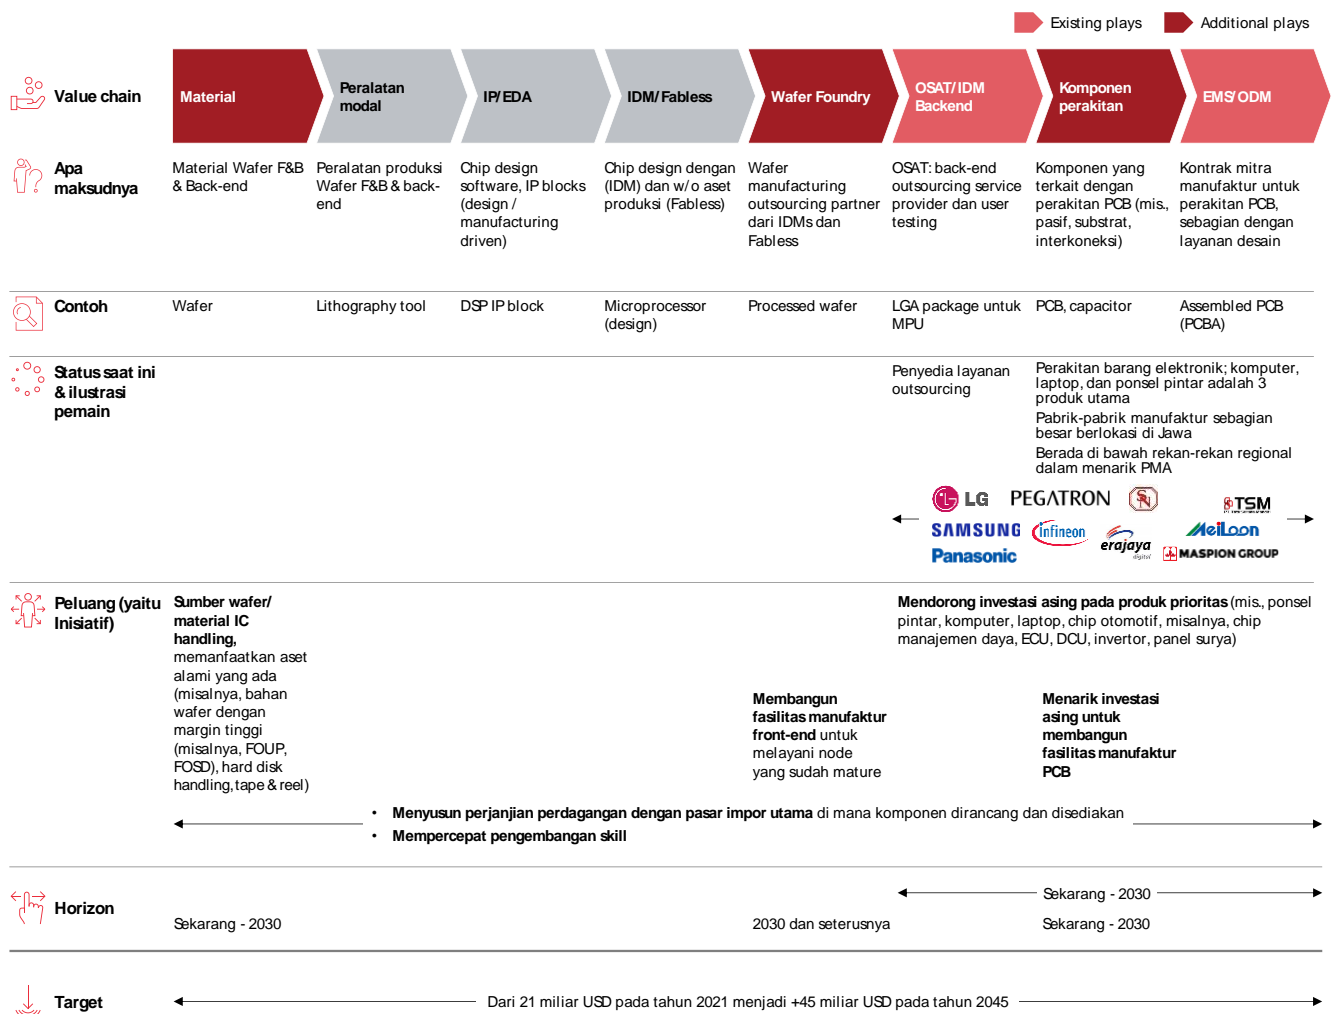 Existing plays
Additional plays
Value chain
Material
Peralatan
modal
IP/EDA
IDM/Fabless
Wafer Foundry
OSAT/IDM
Backend
Komponen
perakitan
EMS/ODM
Apa
maksudnya
Material Wafer F&B
& Back-end
Peralatan produksi
Wafer F&B & back-
end
Chip design
software, IP blocks
(design /
manufacturing
driven)
Chip design dengan
(IDM) dan w/o aset
produksi (Fabless)
Wafer
manufacturing
outsourcing partner
dari IDMs dan
Fabless
OSAT: back-end
outsourcing service
provider dan user
testing
Komponen yang
terkait dengan
perakitan PCB (mis.,
pasif, substrat,
interkoneksi)
Kontrak mitra
manufaktur untuk
perakitan PCB,
sebagian dengan
layanan desain
Contoh
Wafer
Lithography tool
DSP IP block
Microprocessor
(design)
Processed wafer
LGA package untuk
MPU
PCB, capacitor
Assembled PCB
(PCBA)
Status saat ini
& ilustrasi
pemain
Penyedia layanan
outsourcing
Perakitan barang elektronik; komputer,
laptop, dan ponsel pintar adalah 3
produk utama
Pabrik-pabrik manufaktur sebagian
besar berlokasi di Jawa
Berada di bawah rekan-rekan regional
dalam menarik PMA
LG
PEGATRON
SN
TSM
SAMSUNG
infineon
erajaya
digital
MeiLoon
Panasonic
MASPION GROUP
Peluang (yaitu
Inisiatif)
Sumber wafer/
material IC
handling,
memanfaatkan aset
alami yang ada
(misalnya, bahan
wafer dengan
margin tinggi
(misalnya, FOUP,
FOSD), hard disk
handling, tape & reel)
Mendorong investasi asing pada produk prioritas (mis., ponsel
pintar, komputer, laptop, chip otomotif, misalnya, chip
manajemen daya, ECU, DCU, invertor, panel surya)
Membangun
fasilitas manufaktur
front-end untuk
melayani node
yang sudah mature
Menarik investasi
asing untuk
membangun
fasilitas manufaktur
PCB
• Menyusun perjanjian perdagangan dengan pasar impor utama di mana komponen dirancang dan disediakan
• Mempercepat pengembangan skill
Horizon
Sekarang - 2030
Sekarang - 2030
2030 dan seterusnya
Sekarang - 2030
Target
Dari 21 miliar USD pada tahun 2021 menjadi +45 miliar USD pada tahun 2045